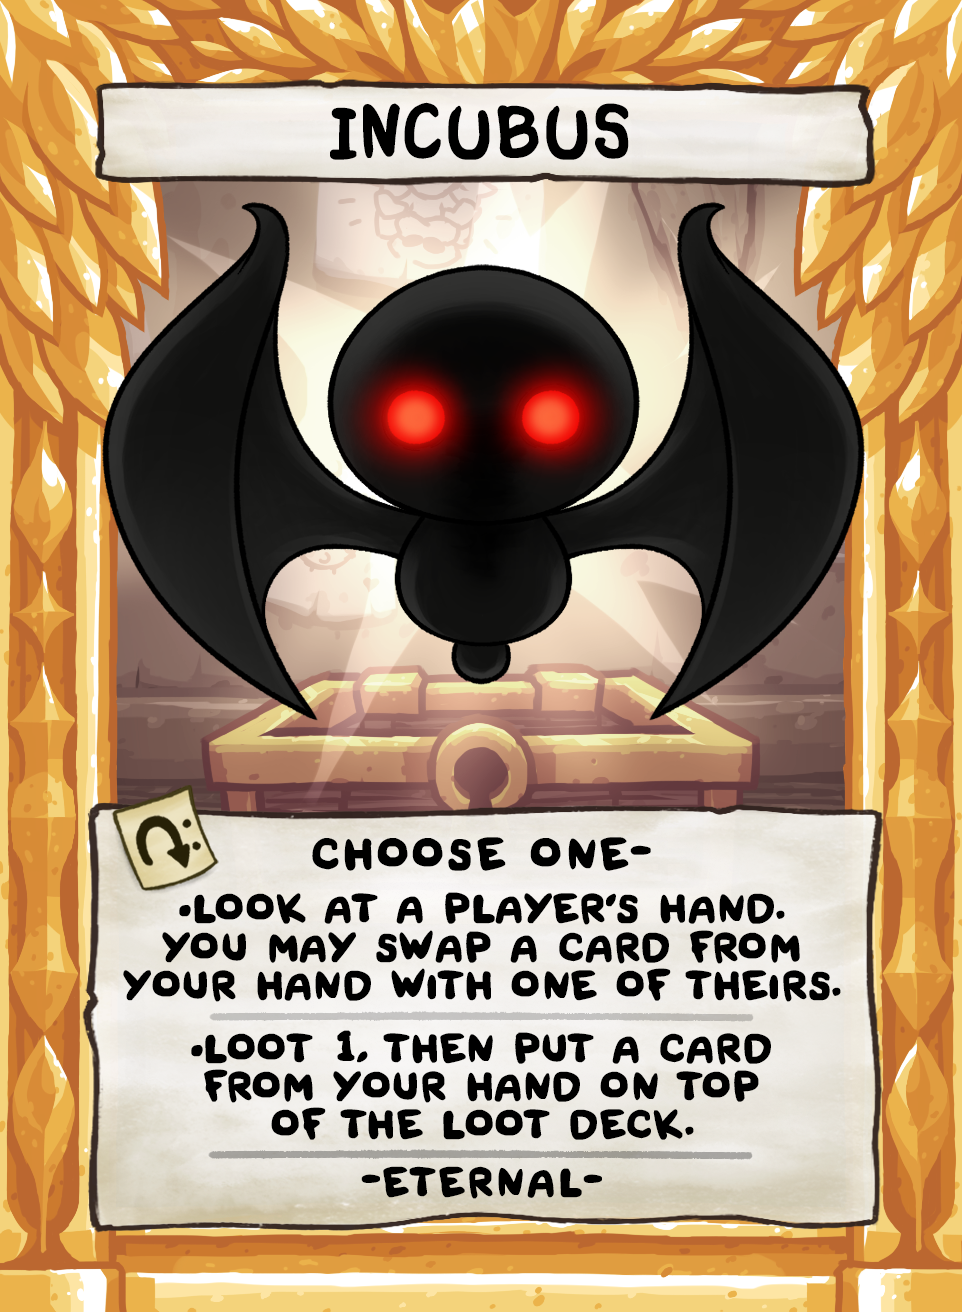 INCUBUS
CHOOSE ONE-
•LOOK AT A PLAYER'S HAND.
YOU MAY SWAP A CARD FROM
YOUR HAND WITH ONE OF THEIRS.
•LOOT 1, THEN PUT A CARD
FROM YOUR HAND ON TOP
OF THE LOOT DECK.
-ETERNAL-